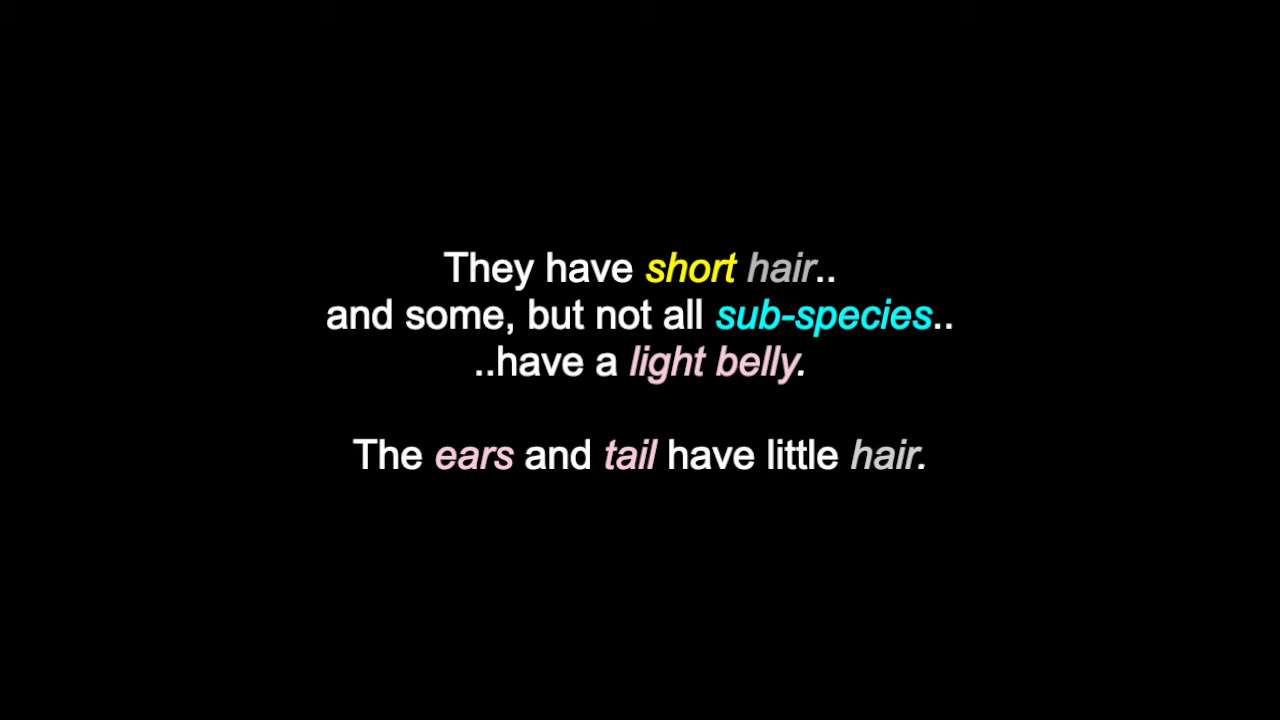 They have short hair..
and some, but not all sub-species..
..have a light belly.
The ears and tail have little hair.